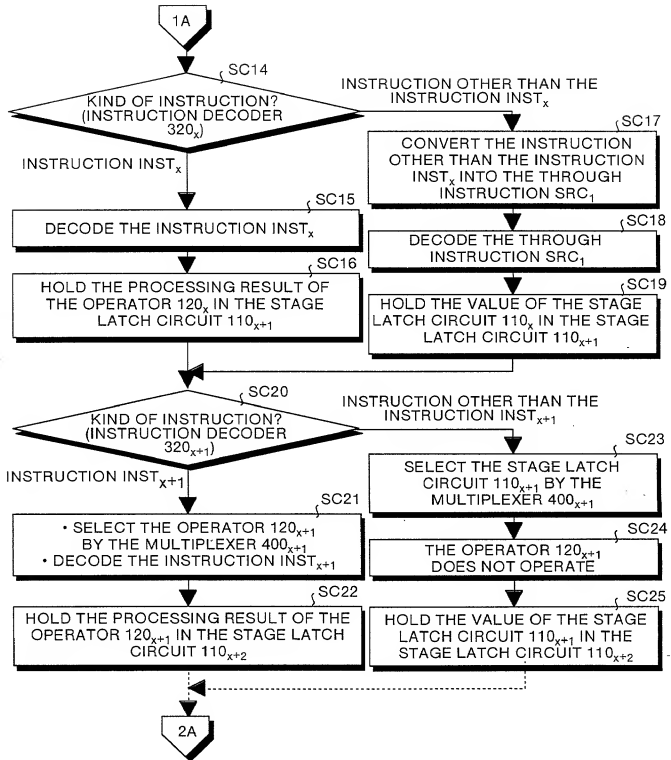 1A
SC14
KIND OF INSTRUCTION?
(INSTRUCTION DECODER
320ₓ)
INSTRUCTION OTHER THAN THE
INSTRUCTION INSTₓ
INSTRUCTION INSTₓ
SC17
CONVERT THE INSTRUCTION
OTHER THAN THE INSTRUCTION
INSTₓ INTO THE THROUGH
INSTRUCTION SRC₁
SC15
DECODE THE INSTRUCTION INSTₓ
SC18
DECODE THE THROUGH
INSTRUCTION SRC₁
SC16
HOLD THE PROCESSING RESULT OF
THE OPERATOR 120ₓ IN THE STAGE
LATCH CIRCUIT 110ₓ₊₁
SC19
HOLD THE VALUE OF THE STAGE
LATCH CIRCUIT 110ₓ IN THE STAGE
LATCH CIRCUIT 110ₓ₊₁
SC20
KIND OF INSTRUCTION?
(INSTRUCTION DECODER
320ₓ₊₁)
INSTRUCTION OTHER THAN THE
INSTRUCTION INSTₓ₊₁
INSTRUCTION INSTₓ₊₁
SC23
SELECT THE STAGE LATCH
CIRCUIT 110ₓ₊₁ BY THE
MULTIPLEXER 400ₓ₊₁
SC21
• SELECT THE OPERATOR 120ₓ₊₁
BY THE MULTIPLEXER 400ₓ₊₁
• DECODE THE INSTRUCTION INSTₓ₊₁
SC24
THE OPERATOR 120ₓ₊₁
DOES NOT OPERATE
SC22
HOLD THE PROCESSING RESULT OF THE
OPERATOR 120ₓ₊₁ IN THE STAGE LATCH
CIRCUIT 110ₓ₊₂
SC25
HOLD THE VALUE OF THE STAGE
LATCH CIRCUIT 110ₓ₊₁ IN THE
STAGE LATCH CIRCUIT 110ₓ₊₂
2A